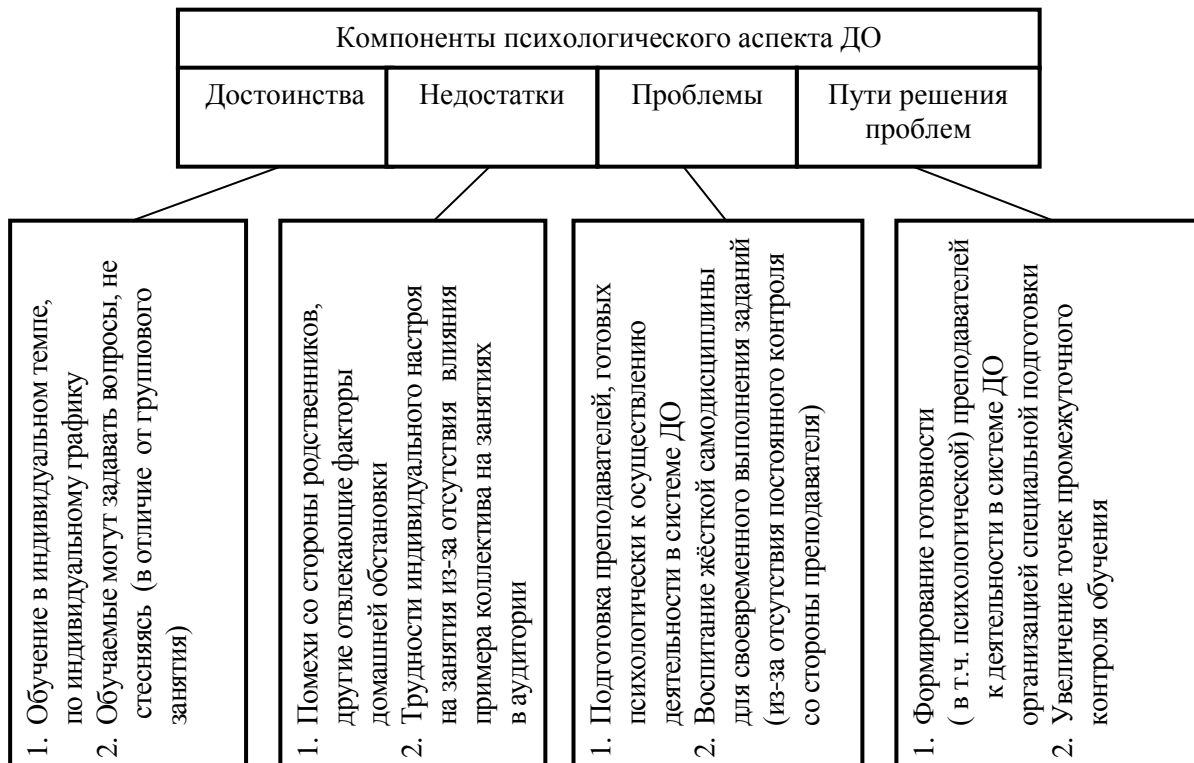 Компоненты психологического аспекта ДО
Достоинства
Недостатки
Проблемы
Пути решения
проблем
1. Обучение в индивидуальном темпе,
по индивидуальному графику
2. Обучаемые могут задавать вопросы, не
стесняясь (в отличие от группового
занятия)
1. Помехи со стороны родственников,
другие отвлекающие факторы
домашней обстановки
2. Трудности индивидуального настроя
на занятия из-за отсутствия влияния
примера коллектива на занятиях
в аудитории
1. Подготовка преподавателей, готовых
психологически к осуществлению
деятельности в системе ДО
2. Воспитание жёсткой самодисциплины
для своевременного выполнения заданий
(из-за отсутствия постоянного контроля
со стороны преподавателя)
1. Формирование готовности
( в т.ч. психологической) преподавателей
к деятельности в системе ДО
организацией специальной подготовки
2. Увеличение точек промежуточного
контроля обучения